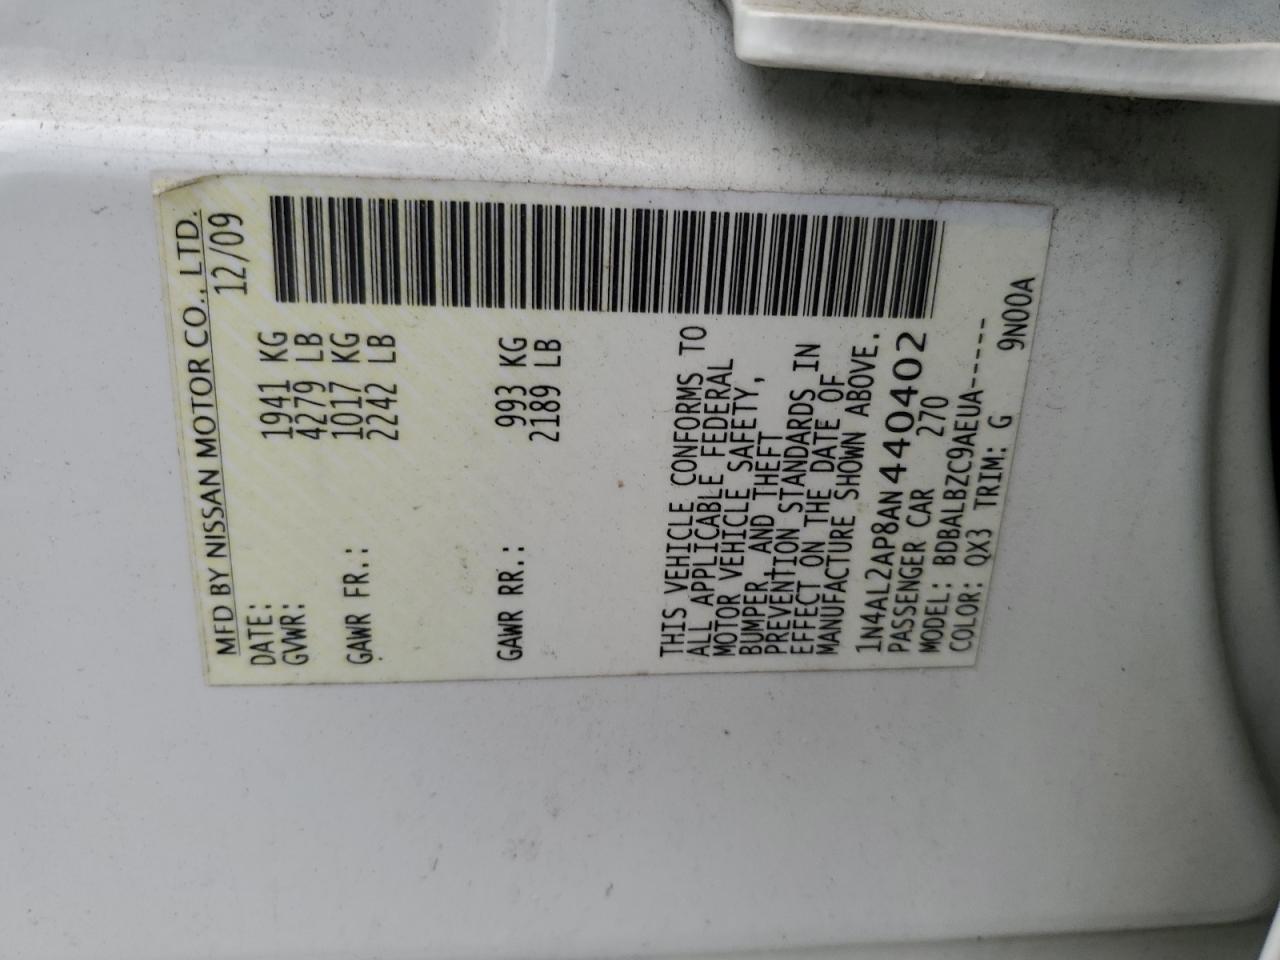 MFD BY NISSAN MOTOR CO., LTD.
DATE: 12/09
GVWR: 1941 KG
4279 LB
GAWR FR.: 1017 KG
2242 LB
GAWR RR.: 993 KG
2189 LB
THIS VEHICLE CONFORMS TO
ALL APPLICABLE FEDERAL
MOTOR VEHICLE SAFETY,
BUMPER, AND THEFT
PREVENTION STANDARDS IN
EFFECT ON THE DATE OF
MANUFACTURE SHOWN ABOVE.
1N4AL2AP8AN440402
PASSENGER CAR 270
MODEL: BDBALBZC9AEUA-----
COLOR: QX3 TRIM: G 9N00A